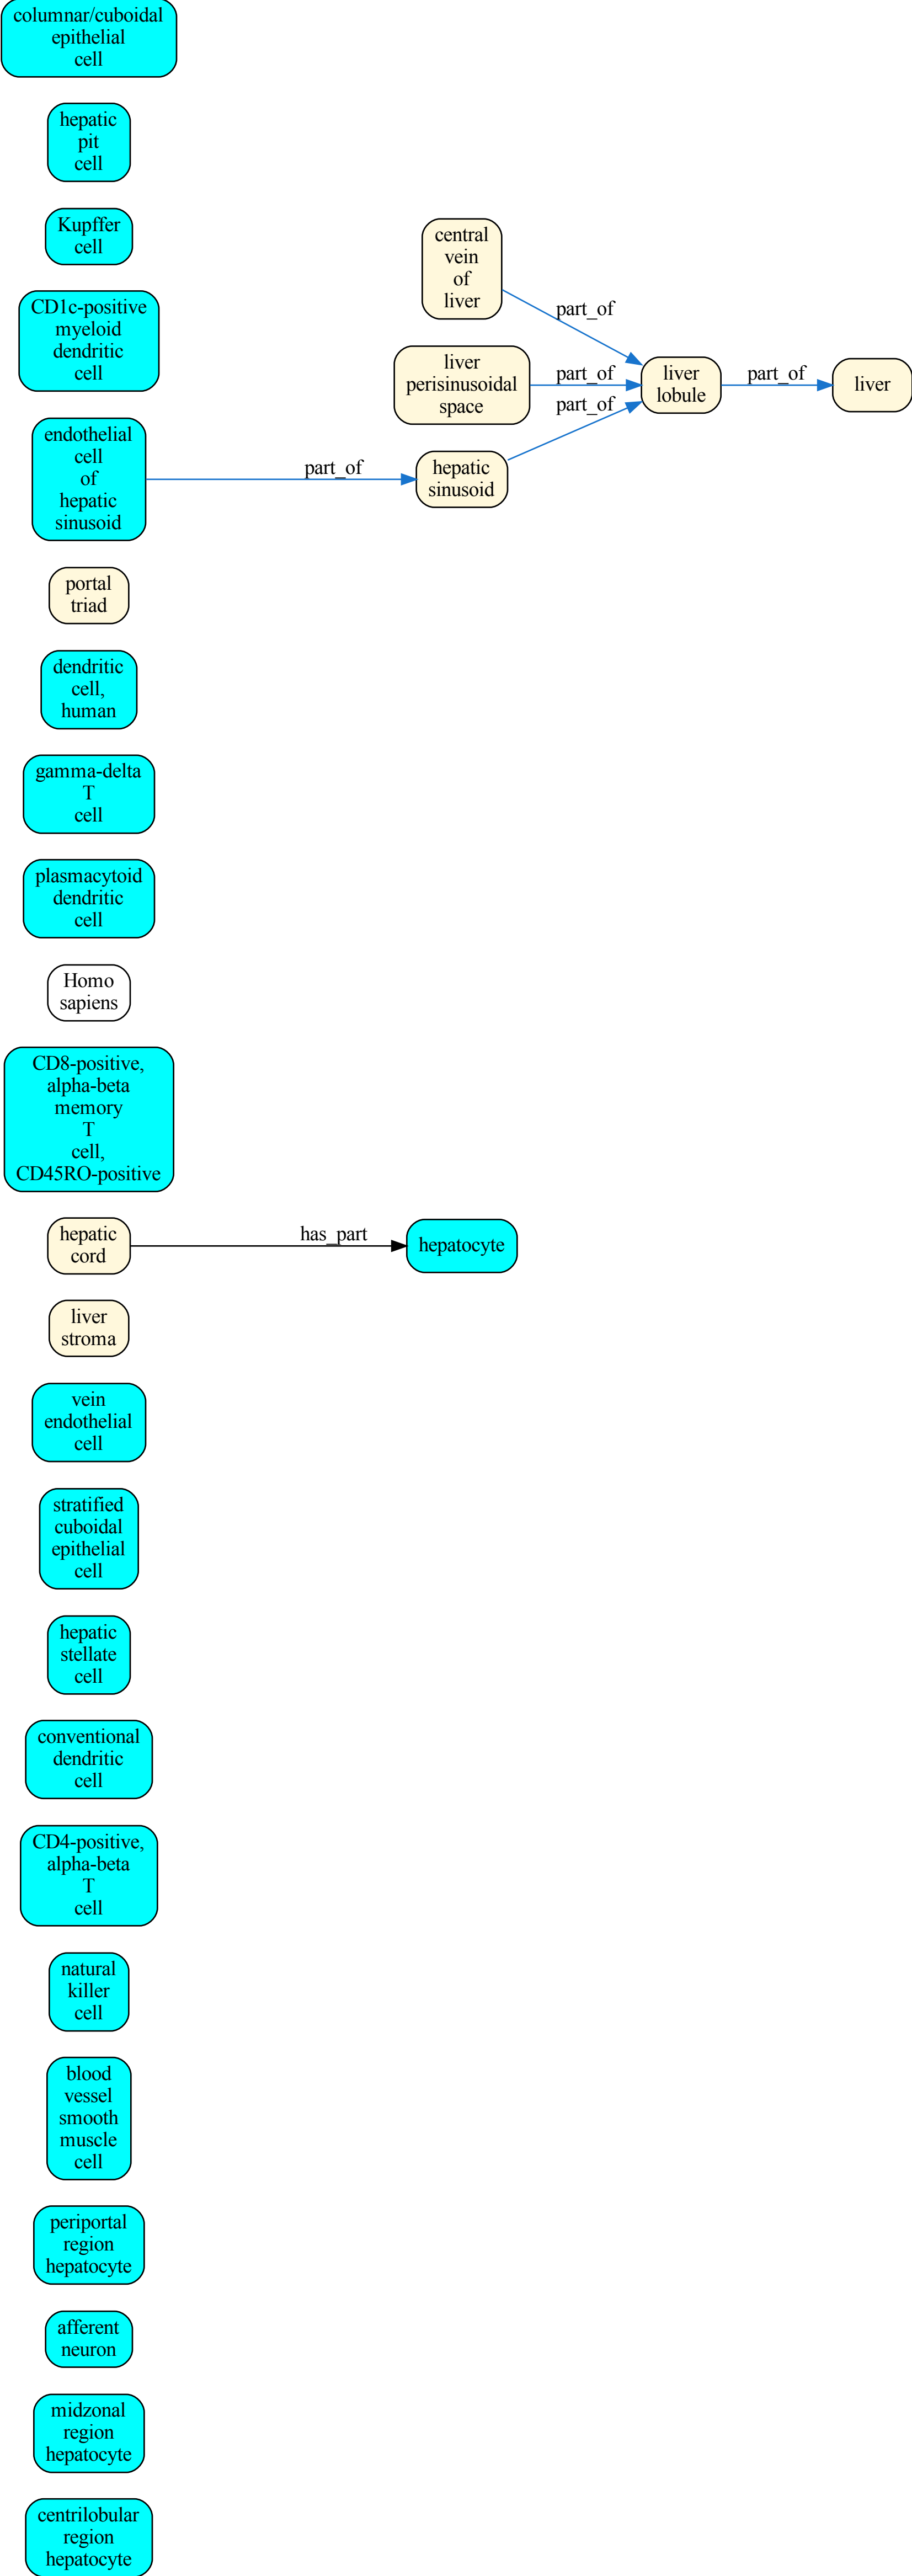 columnar/cuboidal
epithelial
cell
hepatic
pit
cell
Kupffer
cell
central
vein
of
liver
CD1c-positive
myeloid
dendritic
cell
part_of
liver
perisinusoidal
space
part_of
liver
lobule
part_of
liver
part_of
endothelial
cell
of
hepatic
sinusoid
part_of
hepatic
sinusoid
portal
triad
dendritic
cell,
human
gamma-delta
T
cell
plasmacytoid
dendritic
cell
Homo
sapiens
CD8-positive,
alpha-beta
memory
T
cell,
CD45RO-positive
hepatic
cord
has_part
hepatocyte
liver
stroma
vein
endothelial
cell
stratified
cuboidal
epithelial
cell
hepatic
stellate
cell
conventional
dendritic
cell
CD4-positive,
alpha-beta
T
cell
natural
killer
cell
blood
vessel
smooth
muscle
cell
periportal
region
hepatocyte
afferent
neuron
midzonal
region
hepatocyte
centrilobular
region
hepatocyte